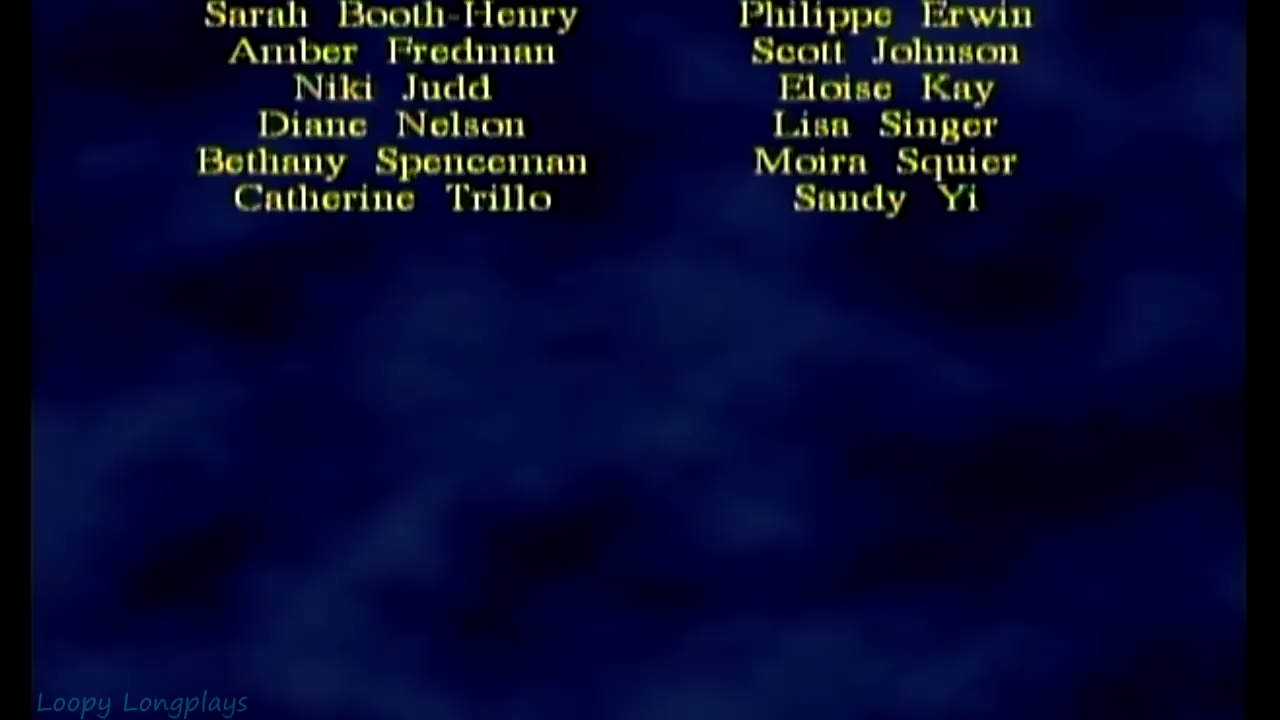 Sarah Booth-Henry
Amber Fredman
Niki Judd
Diane Nelson
Bethany Spenceman
Catherine Trillo
Philippe Erwin
Scott Johnson
Eloise Kay
Lisa Singer
Moira Squier
Sandy Yi
Loopy Longplays